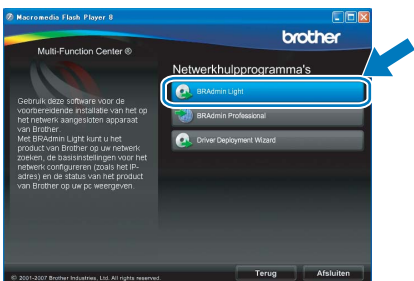 Macromedia Flash Player 8
brother
Multi-Function Center ®
Netwerkhulpprogramma's
BRAdmin Light
BRAdmin Professional
Driver Deployment Wizard
Gebruik deze software voor de
voorbereidende installatie van het op
het netwerk aangesloten apparaat
van Brother.
Met BRAdmin Light kunt u het
product van Brother op uw netwerk
zoeken, de basisinstellingen voor het
netwerk configureren (zoals het IP-
adres) en de status van het product
van Brother op uw pc weergeven.
© 2001-2007 Brother Industries, Ltd. All rights reserved.
Terug
Afsluiten